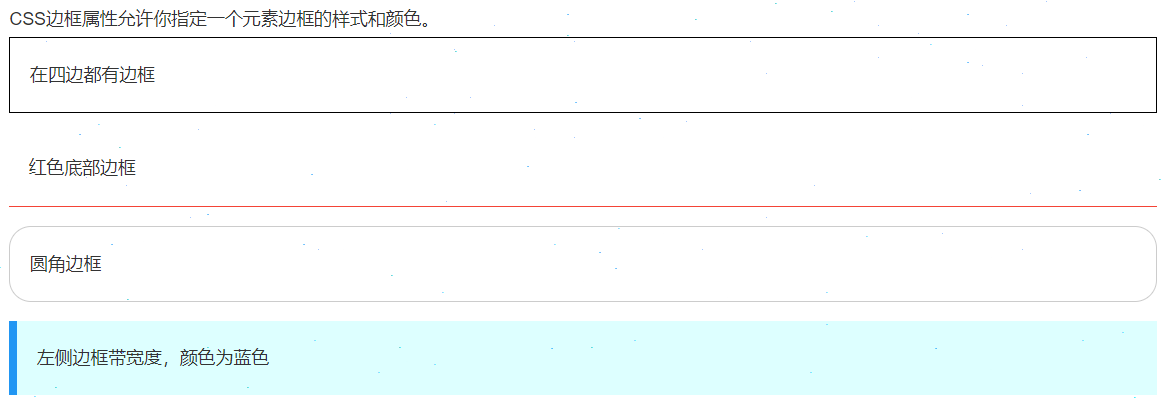 CSS边框属性允许你指定一个元素边框的样式和颜色。
在四边都有边框
红色底部边框
圆角边框
左侧边框带宽度，颜色为蓝色